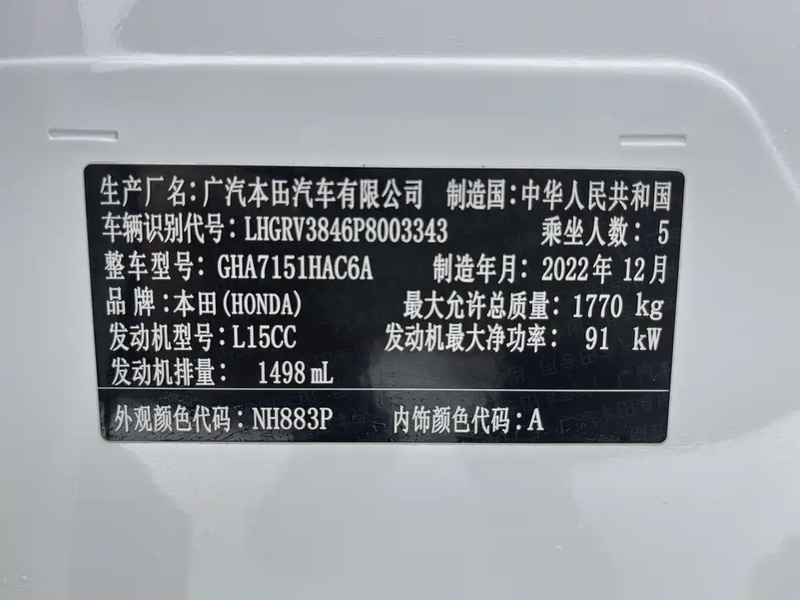 生产厂名：广汽本田汽车有限公司 制造国：中华人民共和国
车辆识别代号：LHGRV3846P8003343 乘坐人数：5
整车型号：GHA7151HAC6A 制造年月：2022年12月
品牌：本田(HONDA) 最大允许总质量：1770 kg
发动机型号：L15CC 发动机最大净功率：91 kW
发动机排量：1498 mL
外观颜色代码：NH883P 内饰颜色代码：A